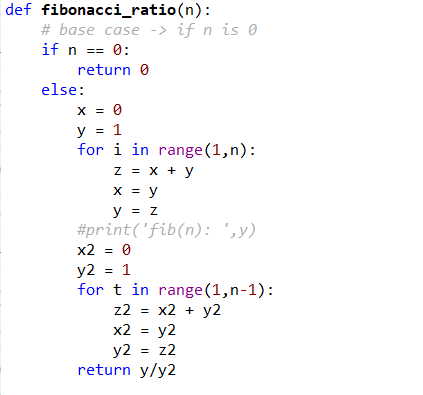 def fibonacci_ratio(n):
    # base case -> if n is 0
    if n == 0:
        return 0
    else:
        x = 0
        y = 1
        for i in range(1,n):
            z = x + y
            x = y
            y = z
        #print('fib(n): ',y)
        x2 = 0
        y2 = 1
        for t in range(1,n-1):
            z2 = x2 + y2
            x2 = y2
            y2 = z2
        return y/y2